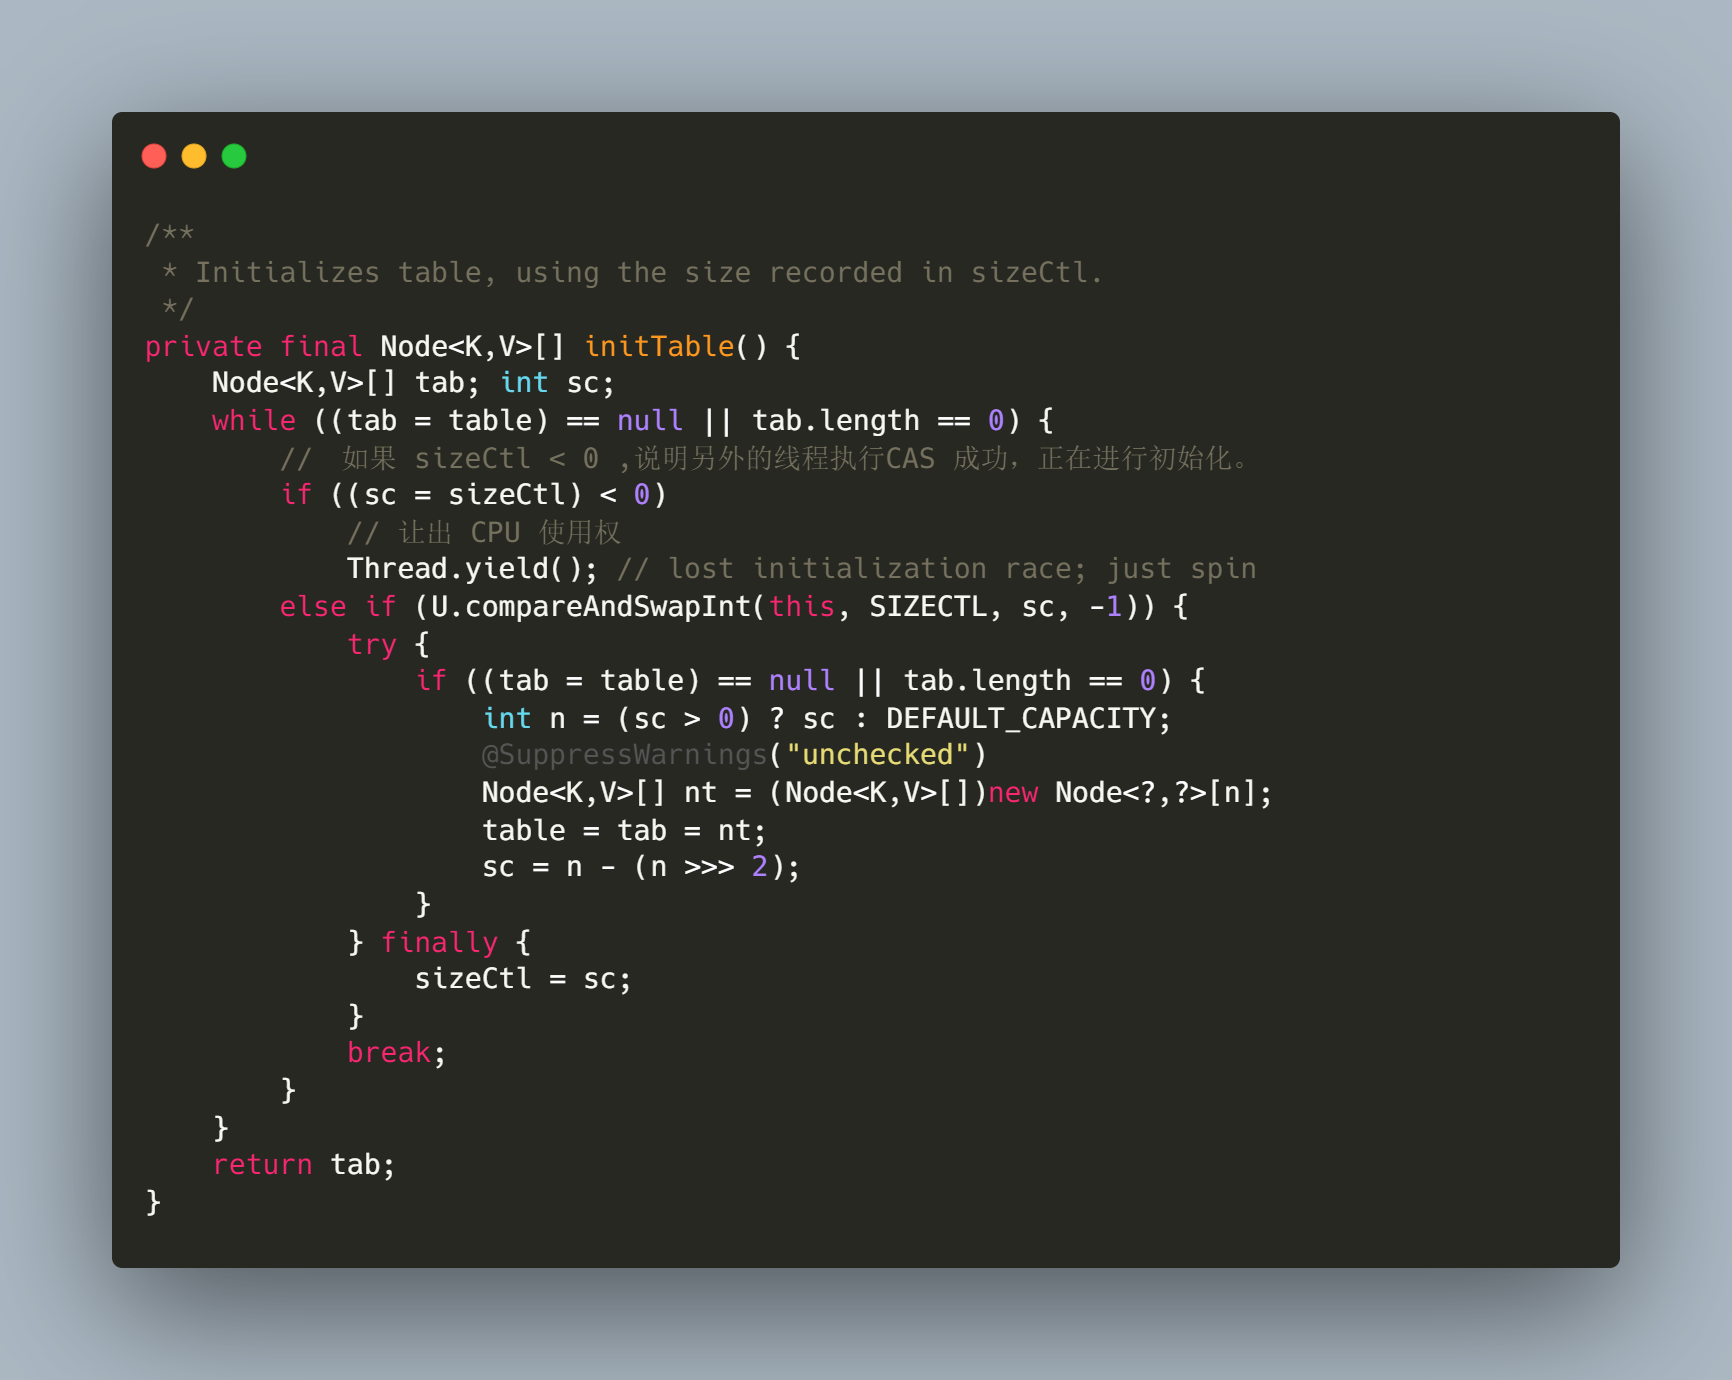 /**
 * Initializes table, using the size recorded in sizeCtl.
 */
private final Node<K,V>[] initTable() {
    Node<K,V>[] tab; int sc;
    while ((tab = table) == null || tab.length == 0) {
        // 如果 sizeCtl < 0 ,说明另外的线程执行CAS 成功，正在进行初始化。
        if ((sc = sizeCtl) < 0)
            // 让出 CPU 使用权
            Thread.yield(); // lost initialization race; just spin
        else if (U.compareAndSwapInt(this, SIZECTL, sc, -1)) {
            try {
                if ((tab = table) == null || tab.length == 0) {
                    int n = (sc > 0) ? sc : DEFAULT_CAPACITY;
                    @SuppressWarnings("unchecked")
                    Node<K,V>[] nt = (Node<K,V>[])new Node<?,?>[n];
                    table = tab = nt;
                    sc = n - (n >>> 2);
                }
            } finally {
                sizeCtl = sc;
            }
            break;
        }
    }
    return tab;
}